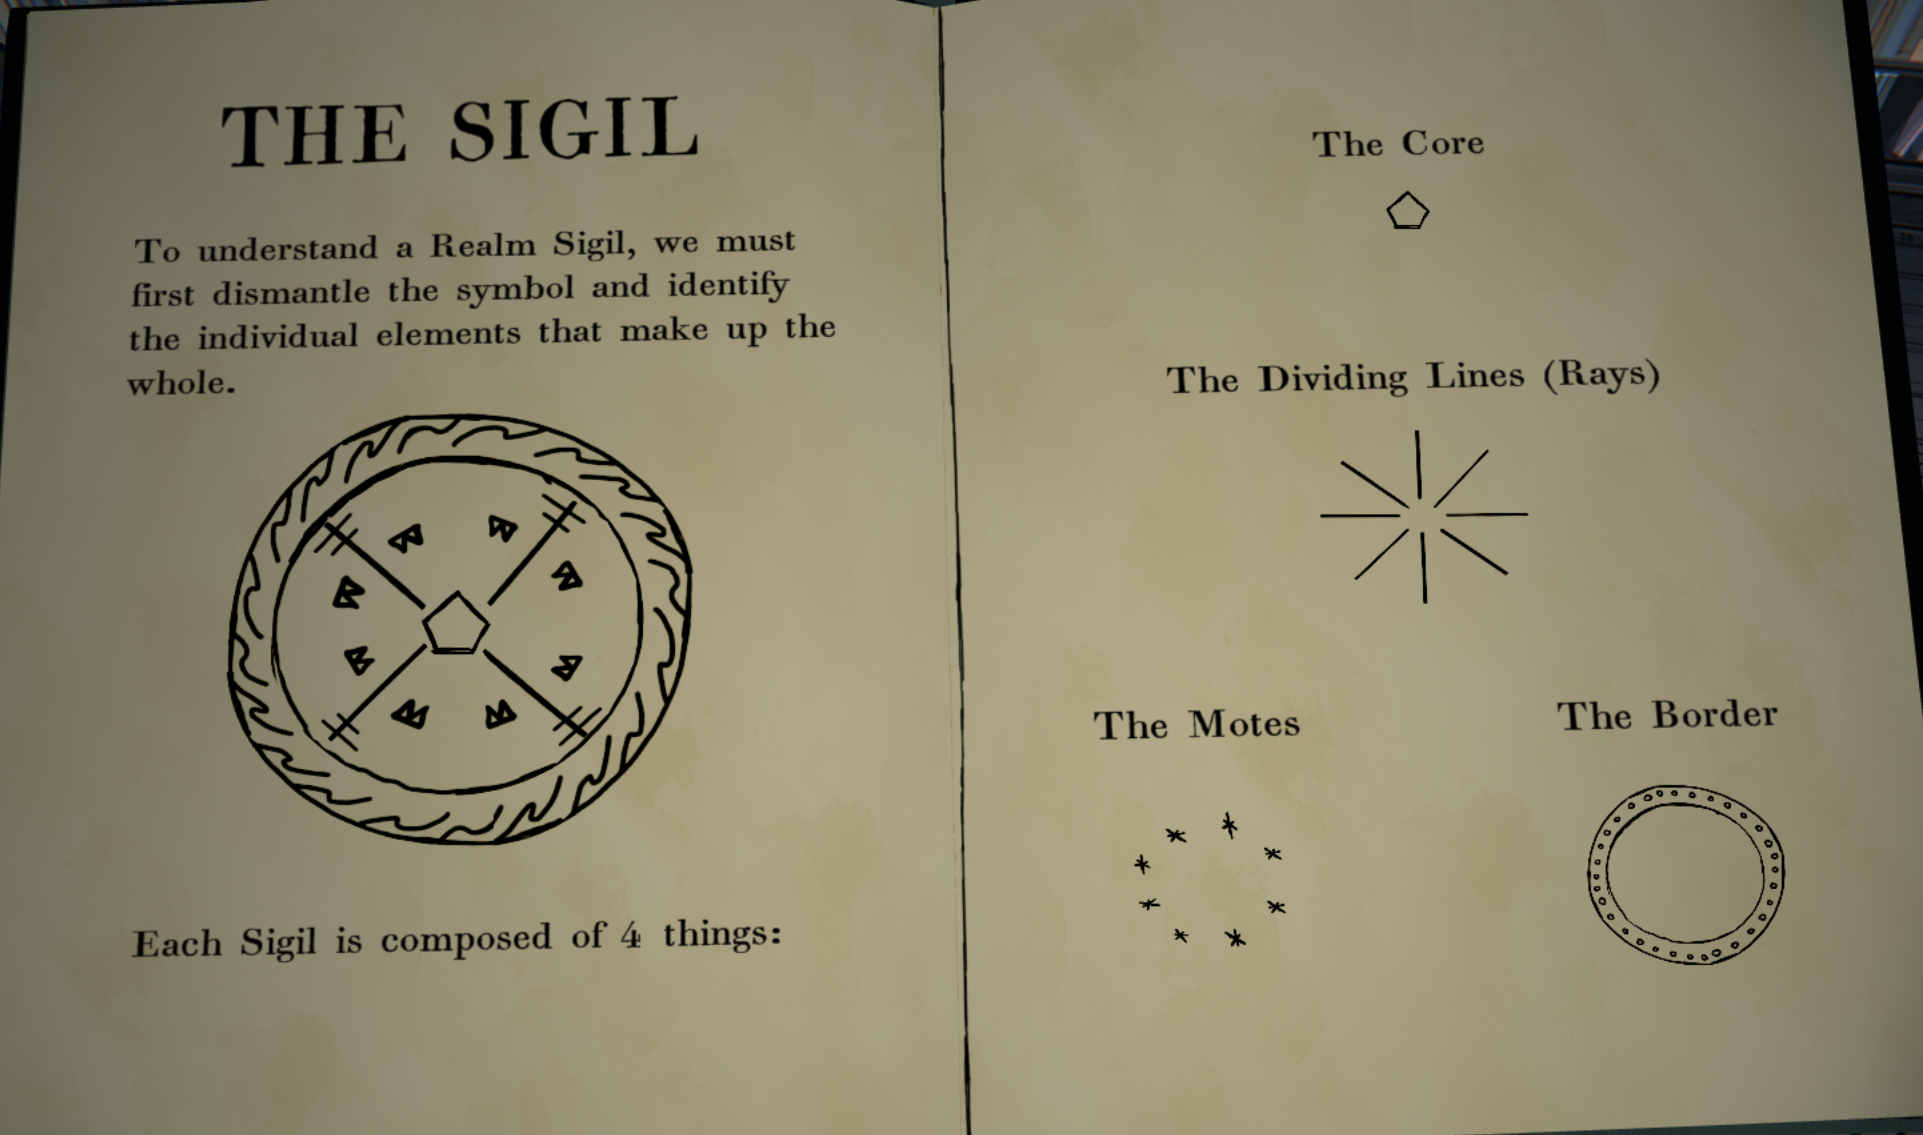 THE SIGIL
To understand a Realm Sigil, we must
first dismantle the symbol and identify
the individual elements that make up the
whole.
Each Sigil is composed of 4 things:
The Core
The Dividing Lines (Rays)
The Motes
The Border